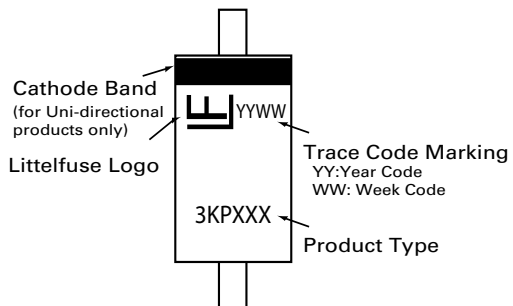 Cathode Band
(for Uni-directional
products only)
YYWW
Littelfuse Logo
Trace Code Marking
YY:Year Code
WW: Week Code
3KPXXX
Product Type